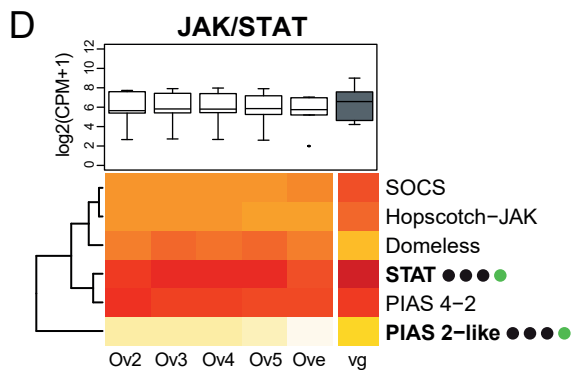 D
JAK/STAT
log2(CPM+1)
12
10
8
6
4
2
0
SOCS
Hopscotch−JAK
Domeless
STAT
PIAS 4−2
PIAS 2−like
Ov2 Ov3 Ov4 Ov5 Ove vg